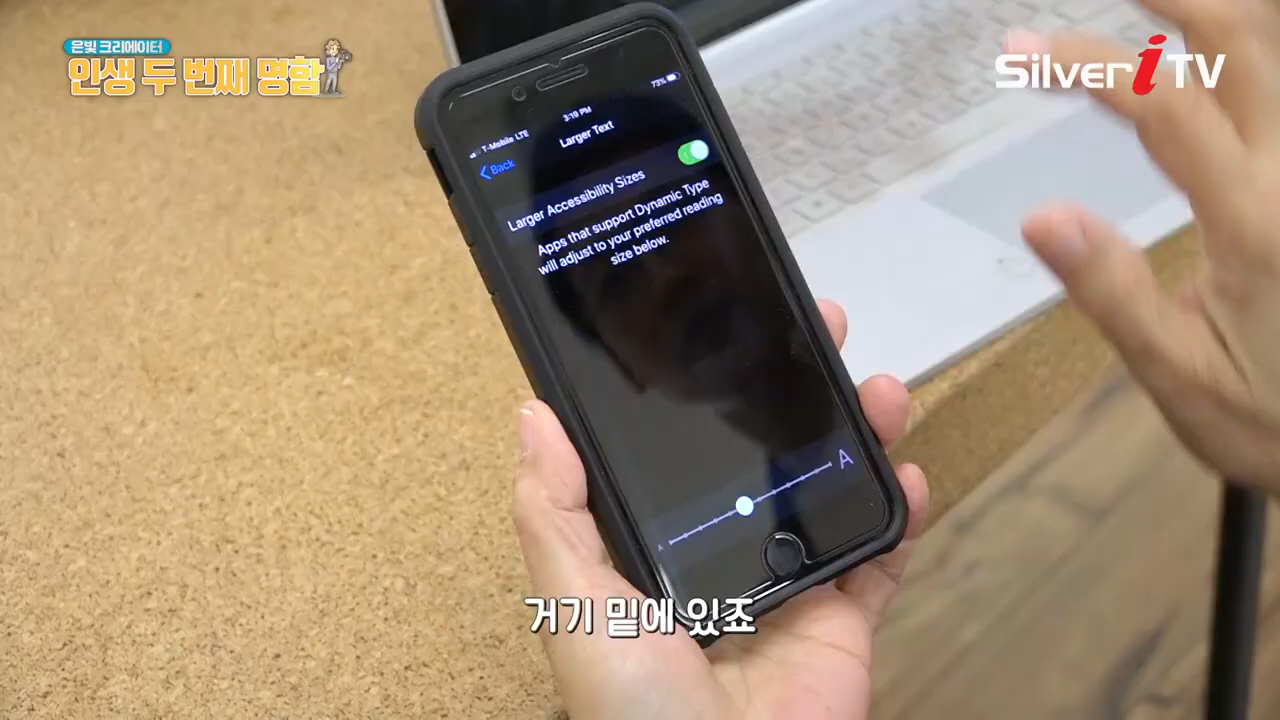 은빛 크리에이터
인생 두 번째 명함
Silver i TV
73%
3:19 PM
T-Mobile LTE
Larger Text
Back
Larger Accessibility Sizes
Apps that support Dynamic Type
will adjust to your preferred reading
size below.
A
A
거기 밑에 있죠